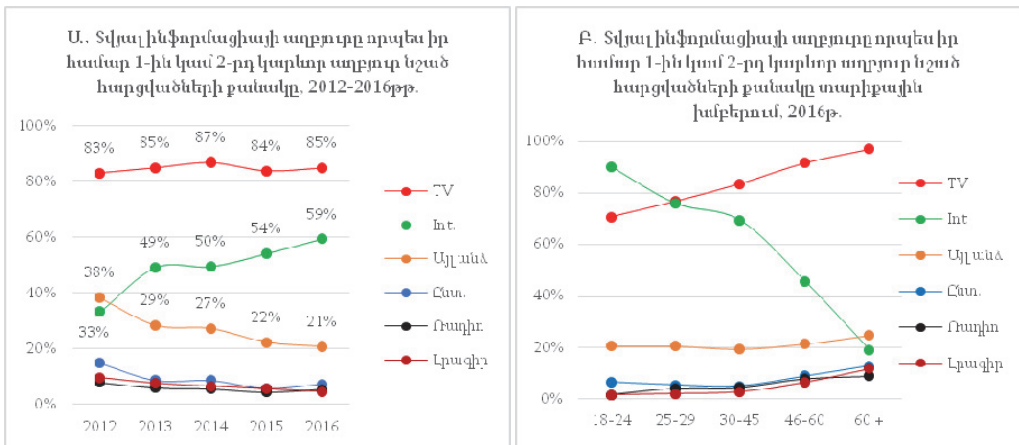 Ա. Տվյալ ինֆորմացիայի աղբյուրը որպես իր
համար 1-ին կամ 2-րդ կարևոր աղբյուր նշած
հարցվածների քանակը, 2012-2016թթ.
100%
80%
60%
40%
20%
0%
83%
85%
87%
84%
85%
49%
50%
54%
59%
38%
29%
27%
22%
21%
33%
2012
2013
2014
2015
2016
TV
Int.
Այլ անձ
Ընտ.
Ռադիո
Լրագիր
Բ. Տվյալ ինֆորմացիայի աղբյուրը որպես իր
համար 1-ին կամ 2-րդ կարևոր աղբյուր նշած
հարցվածների քանակը տարիքային
խմբերում, 2016թ.
100%
80%
60%
40%
20%
0%
18-24
25-29
30-45
46-60
60 +
TV
Int
Այլ անձ
Ընտ.
Ռադիո
Լրագիր